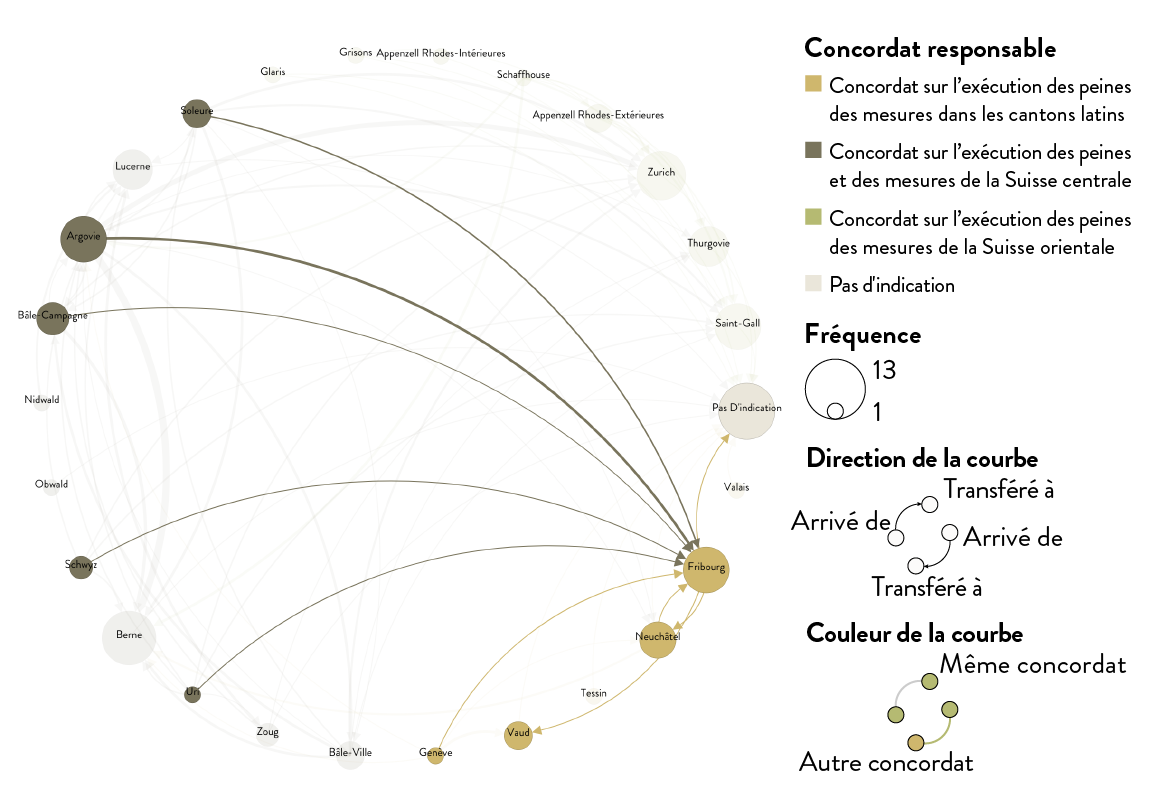 Grisons
Appenzell Rhodes-Intérieures
Glaris
Schaffhouse
Soleure
Appenzell Rhodes-Extérieures
Lucerne
Zurich
Argovie
Thurgovie
Bâle-Campagne
Saint-Gall
Nidwald
Pas D'indication
Obwald
Valais
Schwyz
Fribourg
Berne
Neuchâtel
Uri
Tessin
Zoug
Vaud
Bâle-Ville
Genève
Concordat responsable
Concordat sur l'exécution des peines
des mesures dans les cantons latins
Concordat sur l'exécution des peines
et des mesures de la Suisse centrale
Concordat sur l'exécution des peines
des mesures de la Suisse orientale
Pas d'indication
Fréquence
13
1
Direction de la courbe
Transféré à
Arrivé de
Arrivé de
Transféré à
Couleur de la courbe
Même concordat
Autre concordat